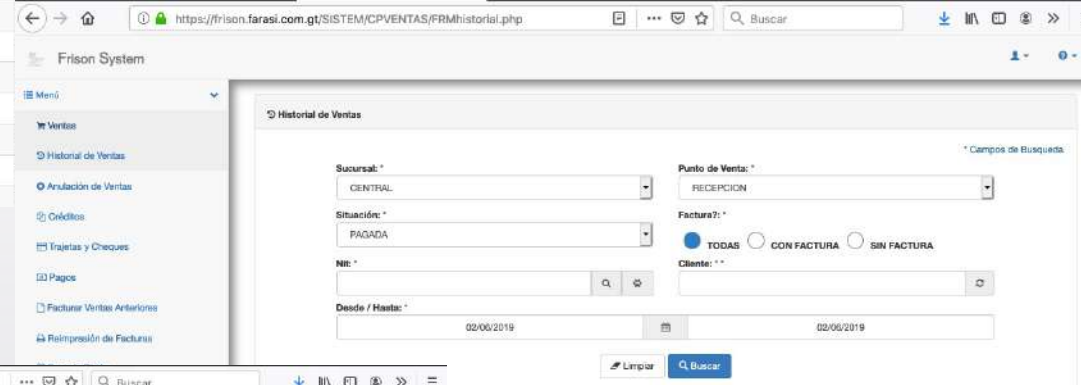 https://frison.farasi.com.gt/SISTEM/CPVENTAS/FRMhistorial.php
Buscar
Frison System
Menú
Ventas
Historial de Ventas
Anulación de Ventas
Créditos
Trajetas y Cheques
Pagos
Facturar Ventas Anteriores
Reimpresión de Facturas
Historial de Ventas
* Campos de Busqueda
Sucursal: * Punto de Venta: *
CENTRAL RECEPCION
Situación: * Factura?: *
PAGADA TODAS CON FACTURA SIN FACTURA
Nit: * Cliente: * *
Desde / Hasta: *
02/06/2019 02/06/2019
Limpiar Buscar
Buscar